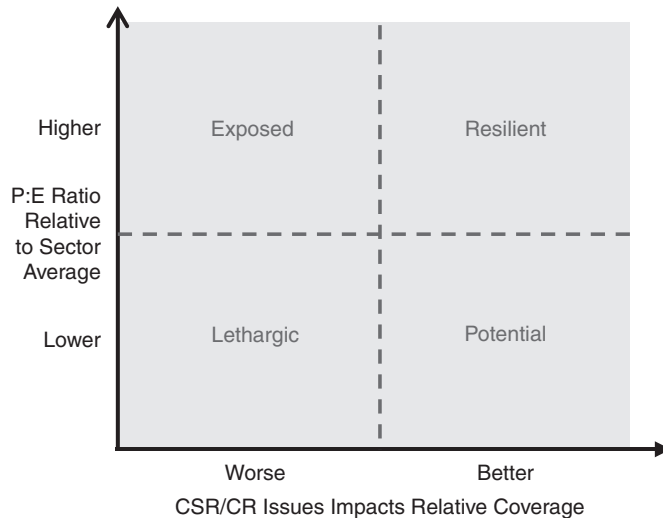 Higher
Exposed
Resilient
P:E Ratio
Relative
to Sector
Average
Lower
Lethargic
Potential
Worse
Better
CSR/CR Issues Impacts Relative Coverage